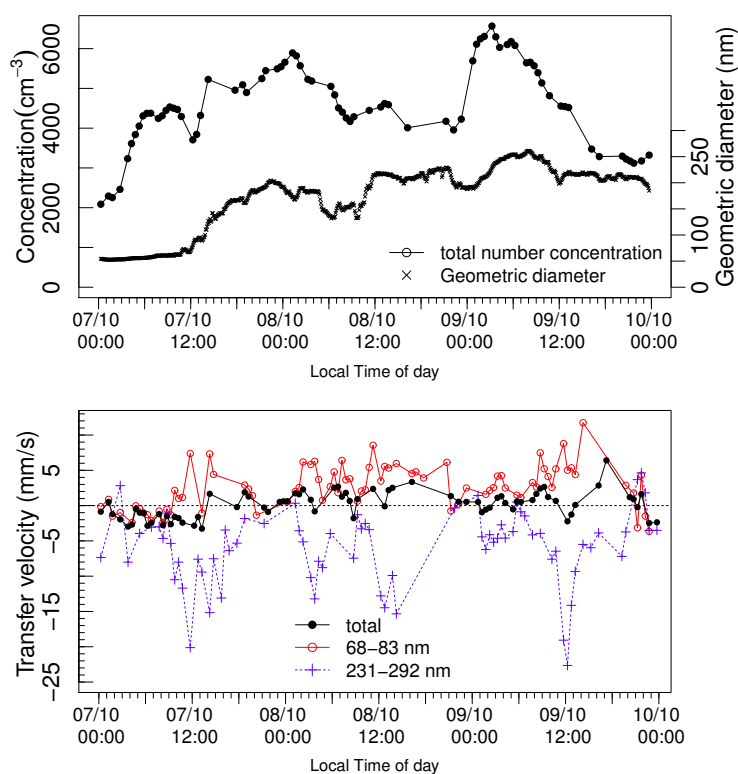 Concentration(cm⁻³)
0 2000 4000 6000
0 50 100 150 250
Geometric diameter (nm)
total number concentration
Geometric diameter
07/10 07/10 08/10 08/10 09/10 09/10 10/10
00:00 12:00 00:00 12:00 00:00 12:00 00:00
Local Time of day
Transfer velocity (mm/s)
−25 −15 −5 5
total
68−83 nm
231−292 nm
07/10 07/10 08/10 08/10 09/10 09/10 10/10
00:00 12:00 00:00 12:00 00:00 12:00 00:00
Local Time of day